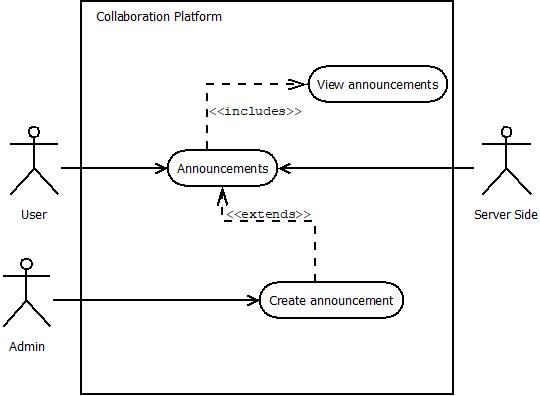 Collaboration Platform
View announcements
<<includes>>
Announcements
User
Server Side
<<extends>>
Create announcement
Admin